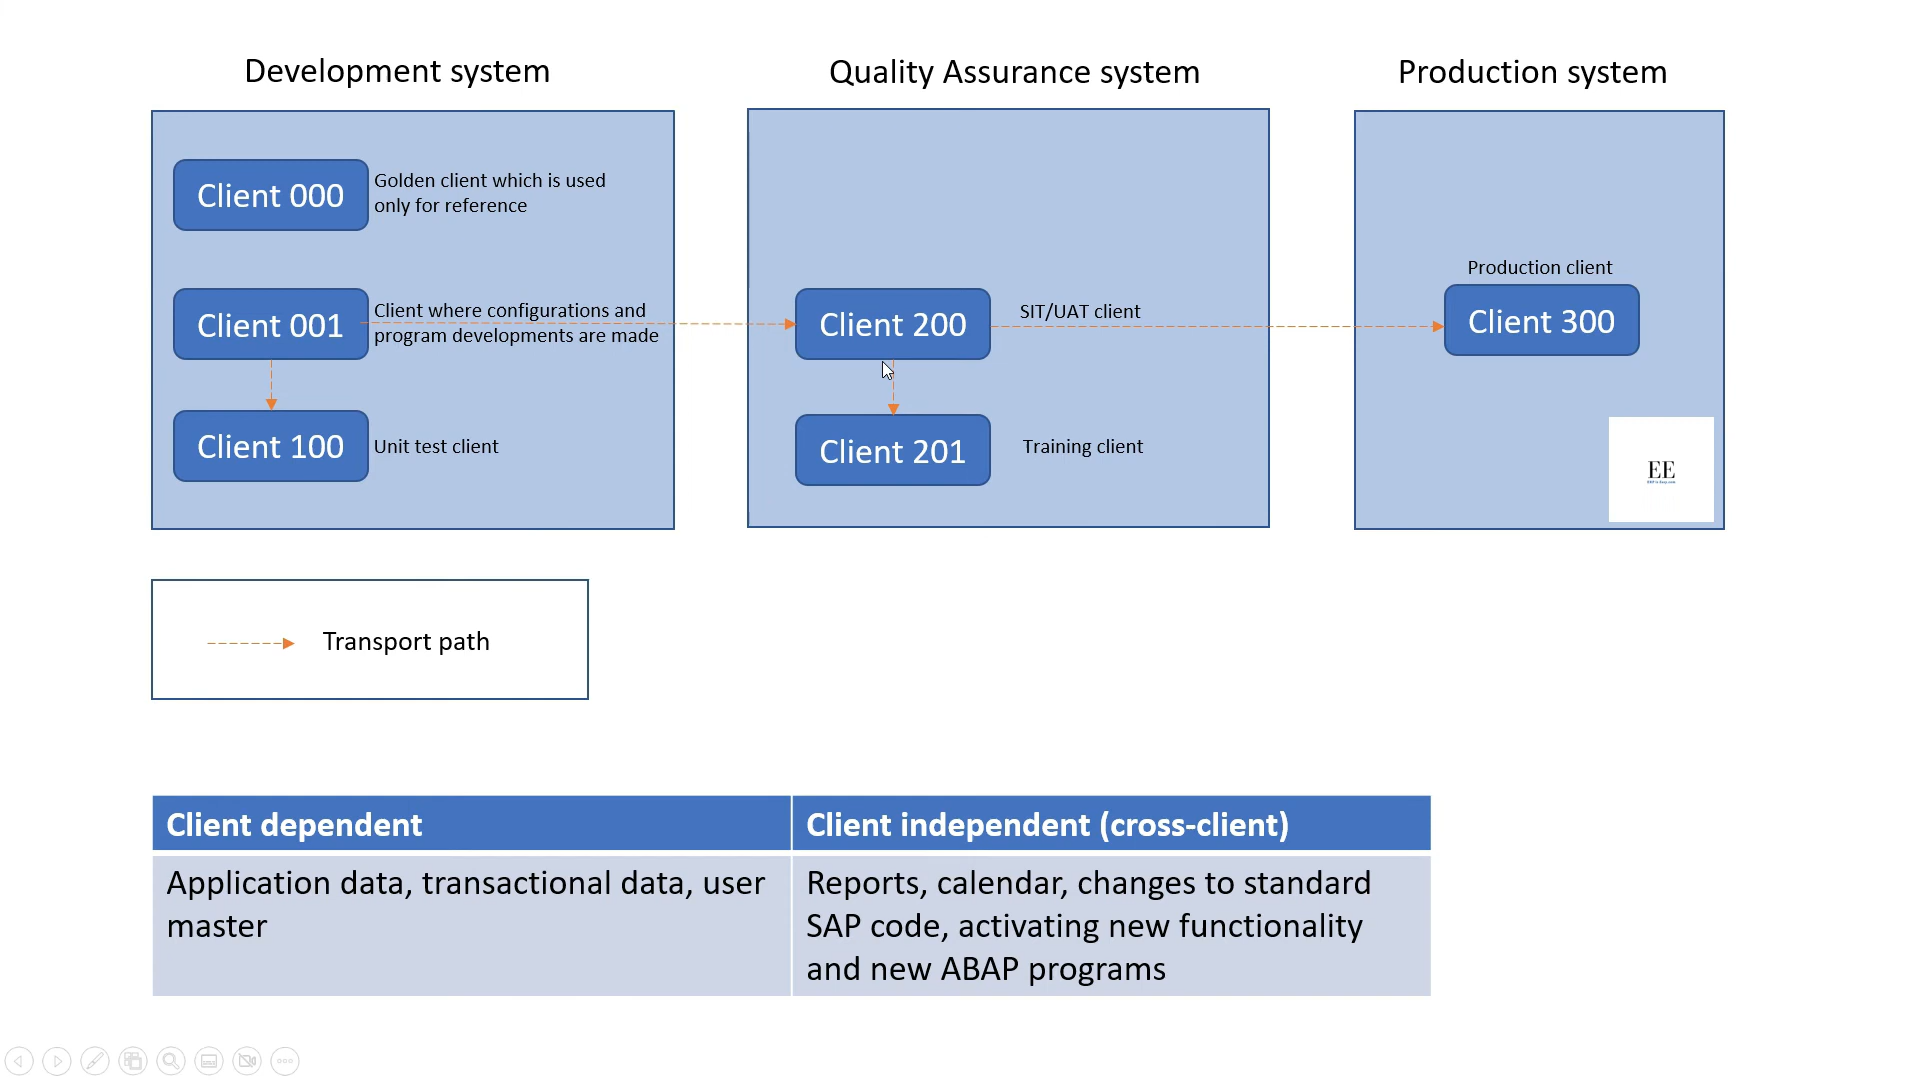 Development system
Quality Assurance system
Production system
Client 000
Golden client which is used
only for reference
Client 001
Client where configurations and
program developments are made
Client 100
Unit test client
Client 200
SIT/UAT client
Client 201
Training client
Production client
Client 300
EE
Transport path
Client dependent
Client independent (cross-client)
Application data, transactional data, user
master
Reports, calendar, changes to standard
SAP code, activating new functionality
and new ABAP programs